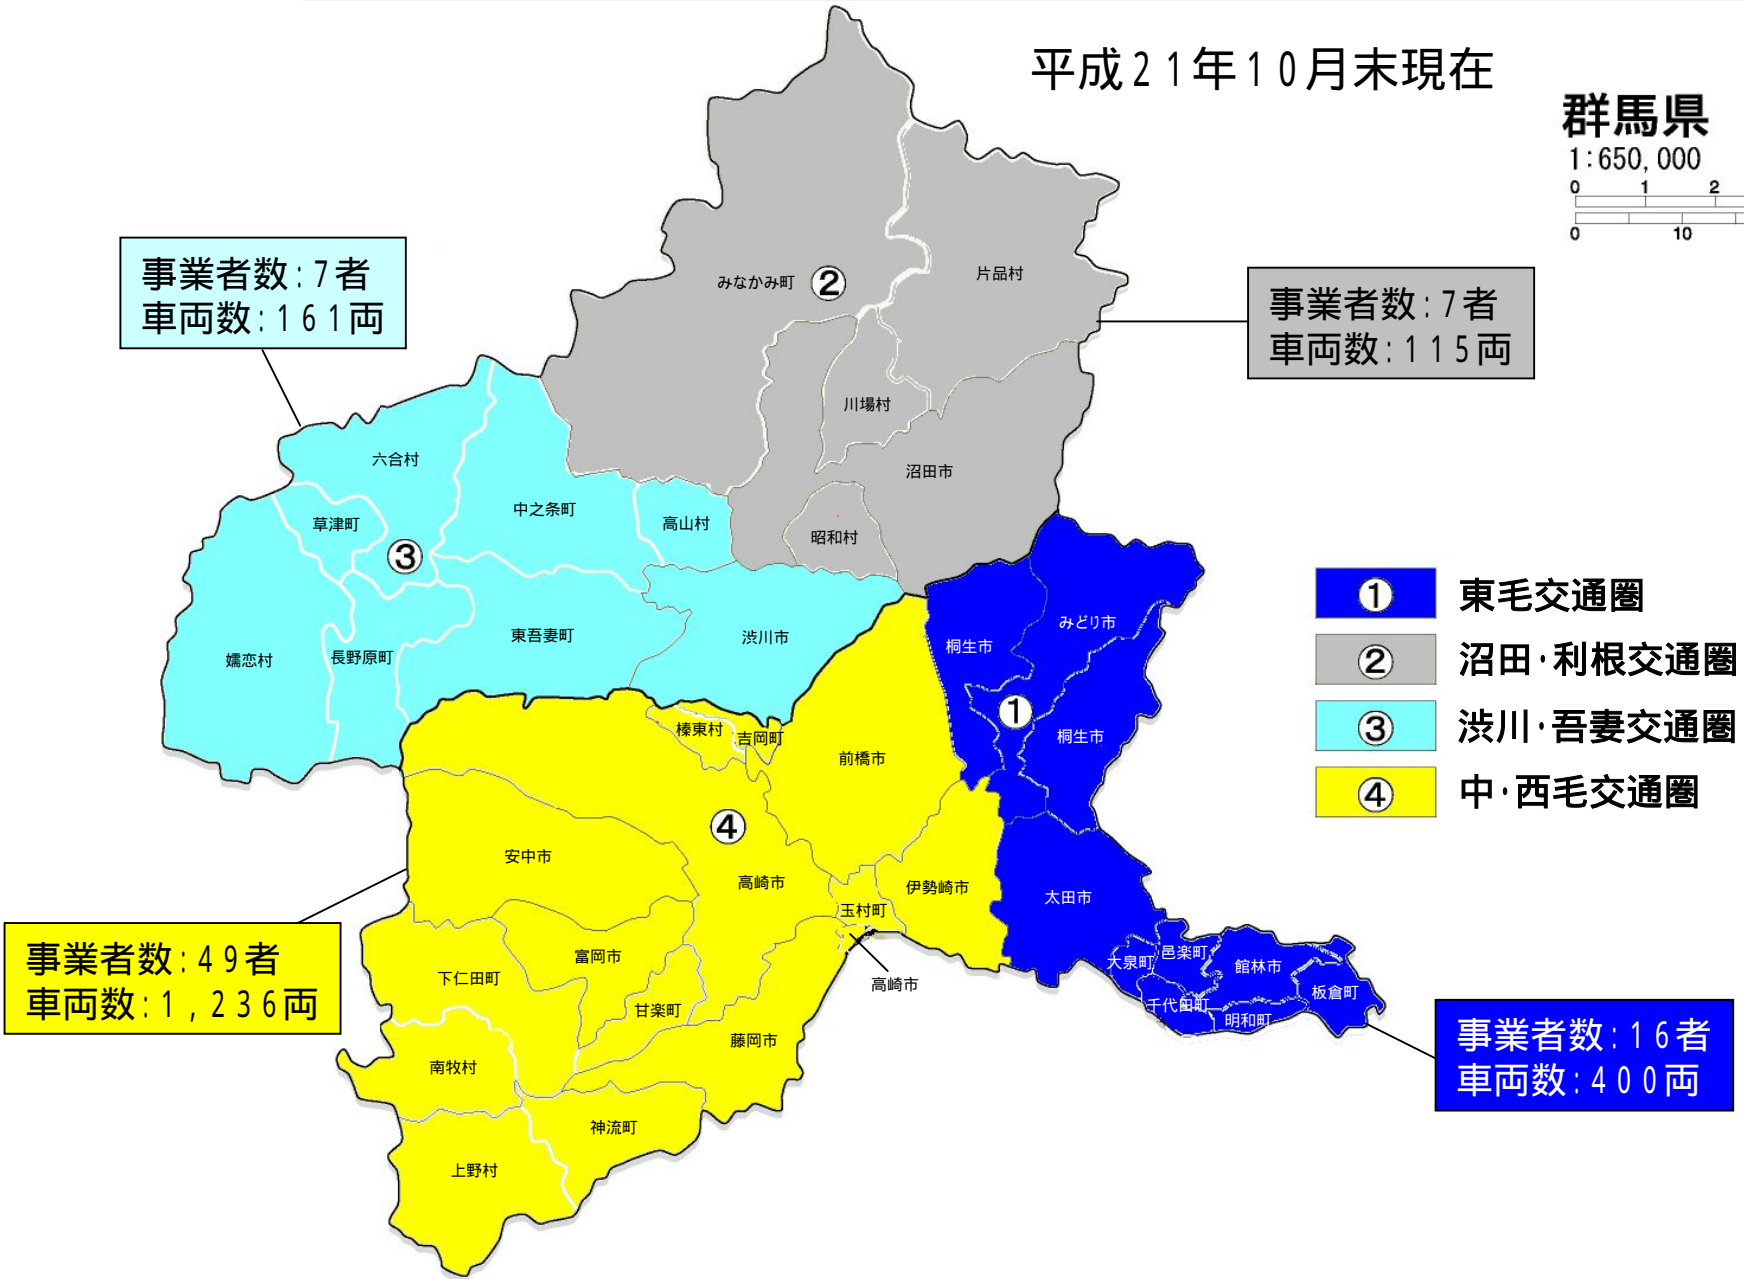 平成21年10月末現在
群馬県
1:650,000
0 1 2
0 10
事業者数:7者
車両数:161両
事業者数:7者
車両数:115両
みなかみ町
②
片品村
川場村
沼田市
昭和村
六合村
草津町
中之条町
高山村
③
嬬恋村
長野原町
東吾妻町
渋川市
桐生市
みどり市
①
桐生市
① 東毛交通圏
② 沼田・利根交通圏
③ 渋川・吾妻交通圏
④ 中・西毛交通圏
榛東村
吉岡町
前橋市
④
安中市
高崎市
伊勢崎市
玉村町
高崎市
太田市
大泉町
邑楽町
館林市
板倉町
千代田町
明和町
富岡市
下仁田町
甘楽町
藤岡市
南牧村
神流町
上野村
事業者数:49者
車両数:1,236両
事業者数:16者
車両数:400両